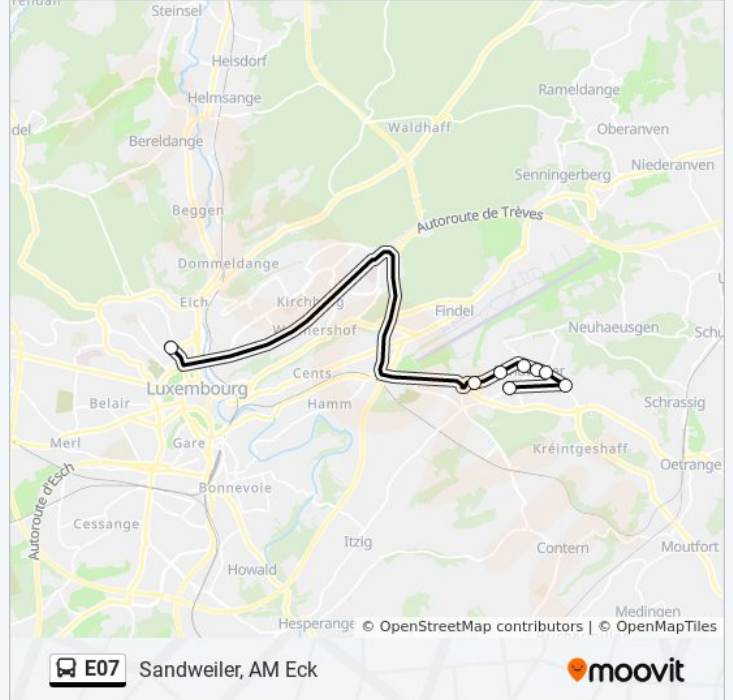 Steinsel
Heisdorf
Helmsange
Rameldange
Waldhaff
Oberanven
del
Bereldange
Niederanven
Senningerberg
Beggen
Autoroute de Trèves
Dommeldange
Eich
Kirchberg
Findel
Neuhaeusgen
Schu
Cents
Luxembourg
Belair
Hamm
Schrassig
Merl
Gare
Kréintgeshaff
Oetrange
Autoroute d'Esch
Bonnevoie
Cessange
Itzig
Contern
Moutfort
Howald
Medingen
Hesperange
© OpenStreetMap contributors | © OpenMapTiles
E07 Sandweiler, AM Eck
moovit